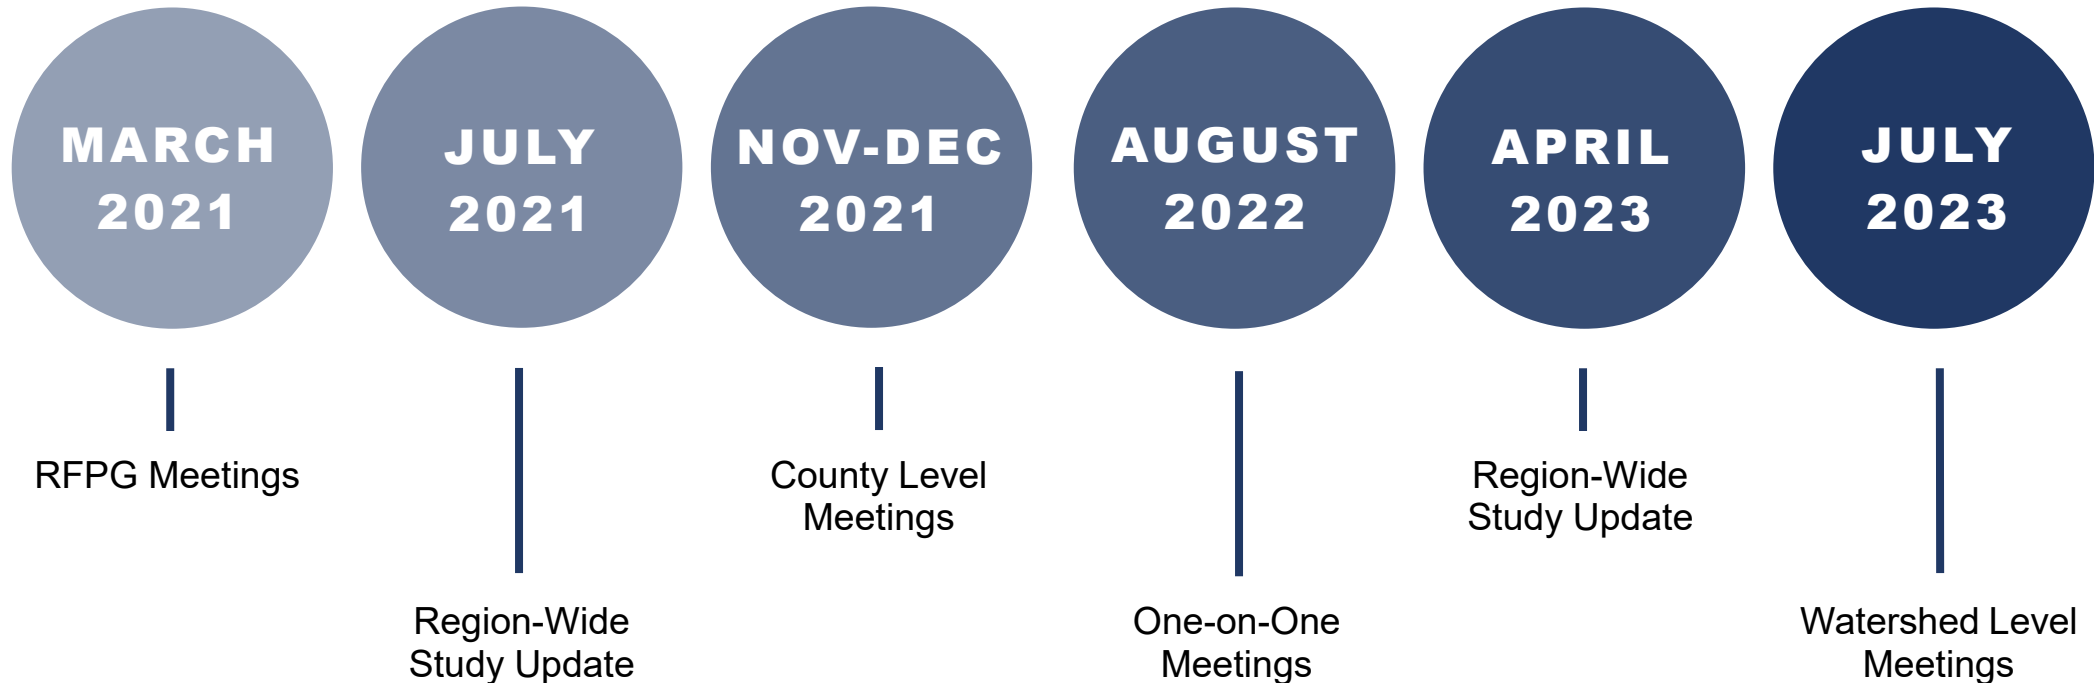 MARCH
2021
JULY
2021
NOV-DEC
2021
AUGUST
2022
APRIL
2023
JULY
2023
RFPG Meetings
Region-Wide
Study Update
County Level
Meetings
One-on-One
Meetings
Region-Wide
Study Update
Watershed Level
Meetings